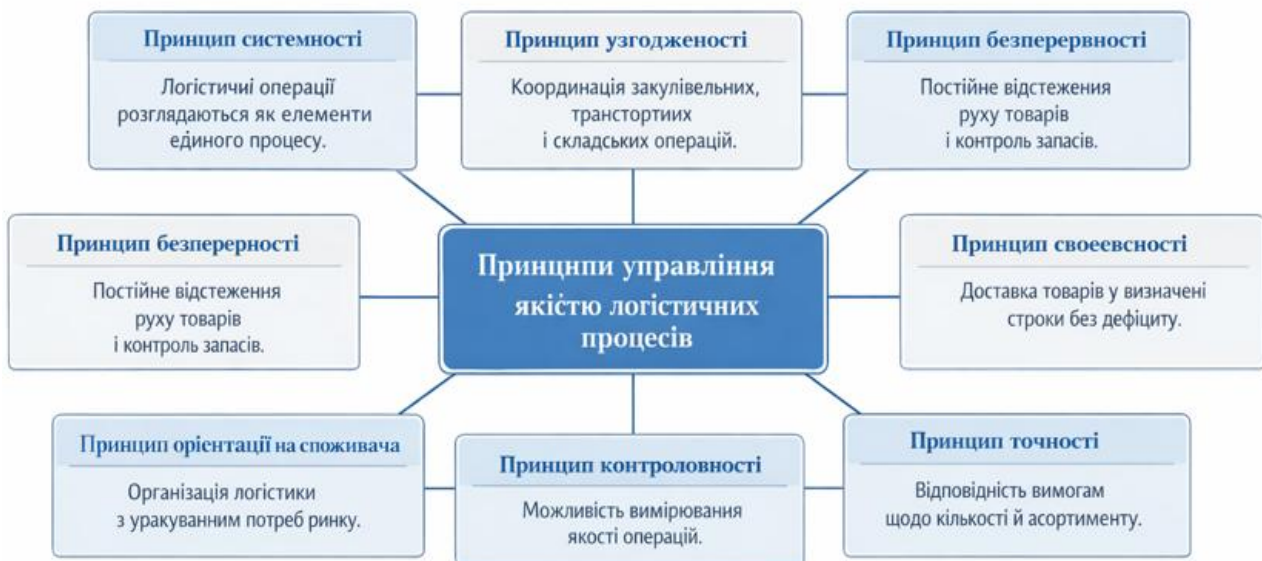 Принцип системності
Логістичні операції
розглядаються як елементи
единого процесу.
Принцип узгодженості
Координація закулівельних,
транстортиих
і складських операцій.
Принцип безперервності
Постійне відстеження
руху товарів
і контроль запасів.
Принцип безперерності
Постійне відстеження
руху товарів
і контроль запасів.
Принцнпи управління
якістю логістичних
процесів
Принцип своеевсності
Доставка товарів у визначені
строки без дефіциту.
Принцип орієнтації на споживача
Організація логістики
з уракуванним потреб ринку.
Принцип контроловності
Можливість вимірювання
якості операцій.
Принцип точності
Відповідність вимогам
щодо кількості й асортименту.